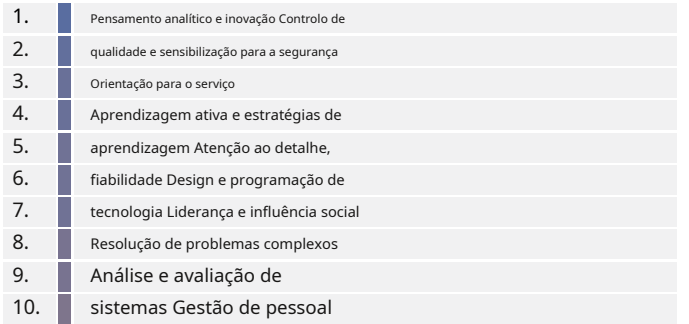 1. Pensamento analítico e inovação Controlo de
2. qualidade e sensibilização para a segurança
3. Orientação para o serviço
4. Aprendizagem ativa e estratégias de
5. aprendizagem Atenção ao detalhe,
6. fiabilidade Design e programação de
7. tecnologia Liderança e influência social
8. Resolução de problemas complexos
9. Análise e avaliação de
10. sistemas Gestão de pessoal